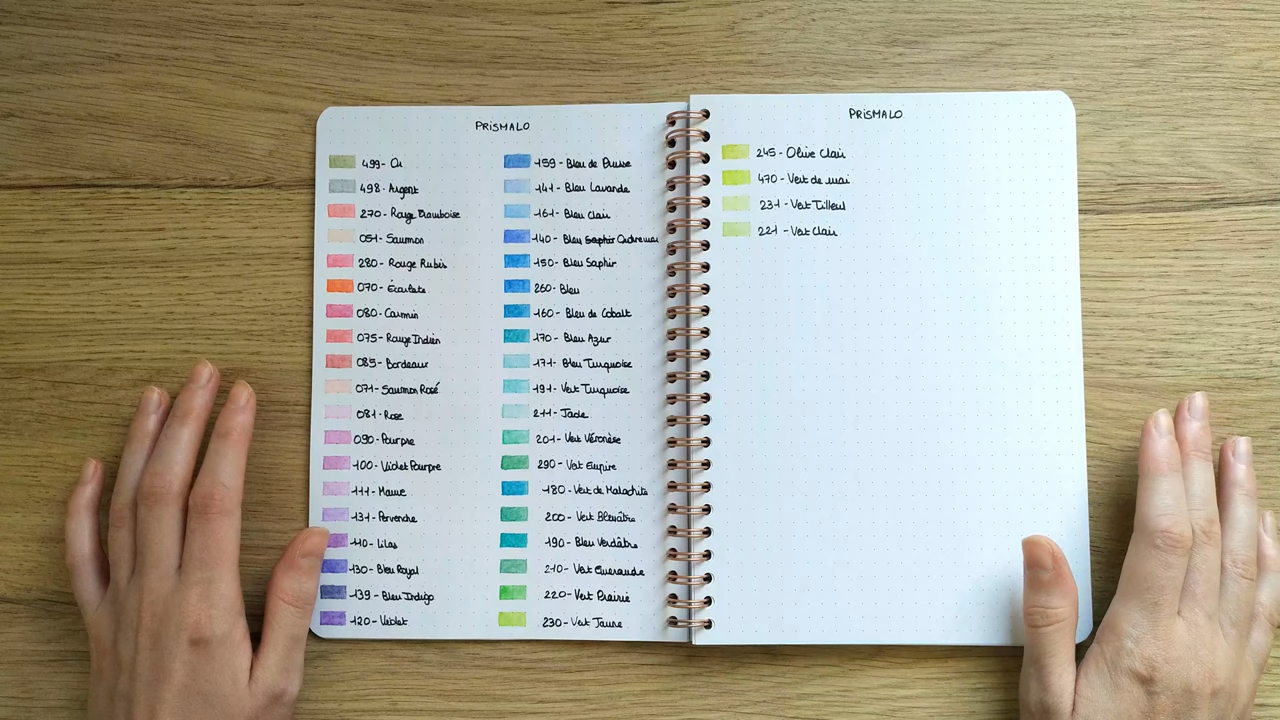 PRISMALO
499 - Or
498 - Argent
270 - Rouge Framboise
051 - Saumon
280 - Rouge Rubis
070 - Écarlate
080 - Carmin
075 - Rouge Indien
085 - Bordeaux
071 - Saumon Rosé
081 - Rose
090 - Pourpre
100 - Violet Pourpre
111 - Mauve
131 - Pervenche
110 - Lilas
130 - Bleu Royal
139 - Bleu Indigo
120 - Violet
159 - Bleu de Prusse
141 - Bleu Lavande
161 - Bleu Clair
140 - Bleu Saphir Outremer
150 - Bleu Saphir
260 - Bleu
160 - Bleu de Cobalt
170 - Bleu Azur
171 - Bleu Turquoise
191 - Vert Turquoise
211 - Jade
201 - Vert Véronèse
290 - Vert Empire
180 - Vert de Malachite
200 - Vert Bleuâtre
190 - Bleu Verdâtre
210 - Vert Émeraude
220 - Vert Prairie
230 - Vert Jaune
PRISMALO
245 - Olive Clair
470 - Vert de mai
231 - Vert Tilleul
221 - Vert Clair